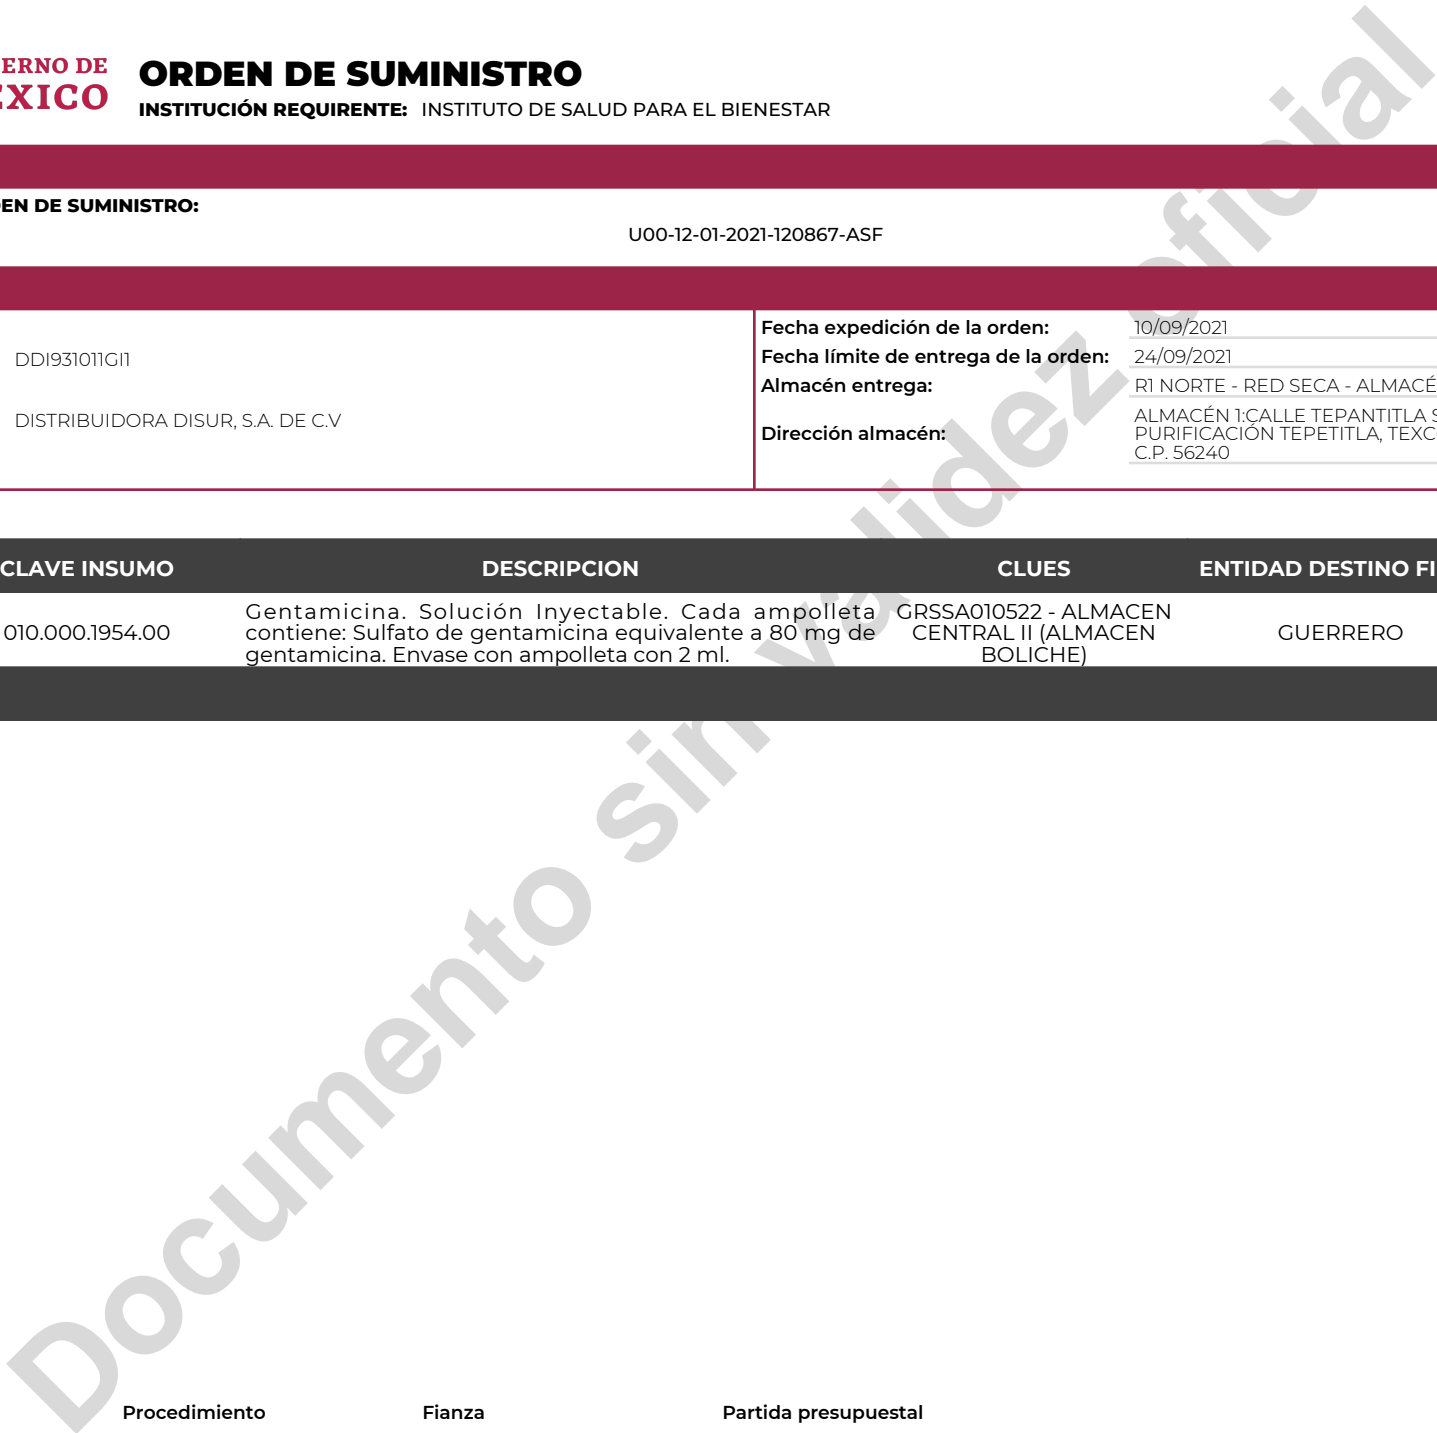 ERNO DE
ÉXICO
ORDEN DE SUMINISTRO
INSTITUCIÓN REQUIRENTE: INSTITUTO DE SALUD PARA EL BIENESTAR
EN DE SUMINISTRO:
U00-12-01-2021-120867-ASF
DDI931011GI1
DISTRIBUIDORA DISUR, S.A. DE C.V
Fecha expedición de la orden: 10/09/2021
Fecha límite de entrega de la orden: 24/09/2021
Almacén entrega: R1 NORTE - RED SECA - ALMACÉ
Dirección almacén:
ALMACÉN 1:CALLE TEPANTITLA S
PURIFICACIÓN TEPETITLA, TEXC
C.P. 56240
CLAVE INSUMO DESCRIPCION CLUES ENTIDAD DESTINO FI
010.000.1954.00
Gentamicina. Solución Inyectable. Cada ampolleta
contiene: Sulfato de gentamicina equivalente a 80 mg de
gentamicina. Envase con ampolleta con 2 ml.
GRSSA010522 - ALMACEN
CENTRAL II (ALMACEN
BOLICHE)
GUERRERO
Documento sin validez oficial
Procedimiento Fianza Partida presupuestal